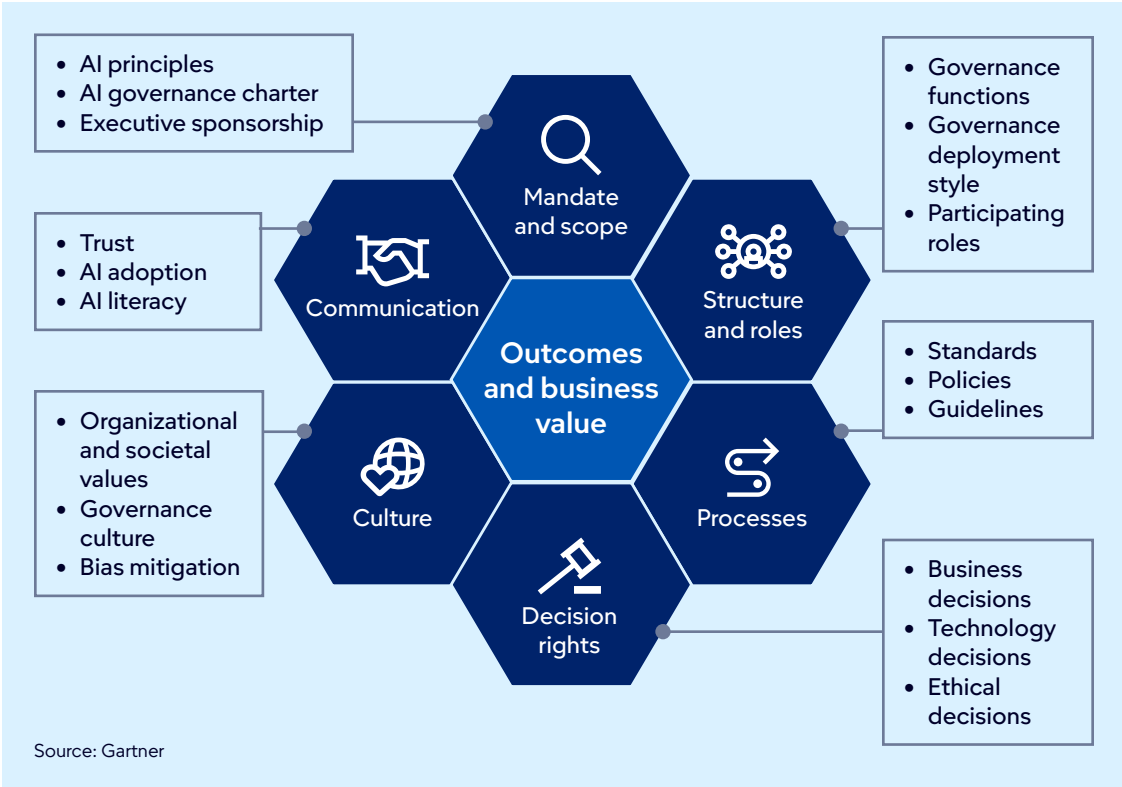 • AI principles
• AI governance charter
• Executive sponsorship
Mandate
and scope
• Governance
functions
• Governance
deployment
style
• Participating
roles
• Trust
• AI adoption
• AI literacy
Communication
Structure
and roles
Outcomes
and business
value
• Standards
• Policies
• Guidelines
• Organizational
and societal
values
• Governance
culture
• Bias mitigation
Culture
Processes
Decision
rights
• Business
decisions
• Technology
decisions
• Ethical
decisions
Source: Gartner